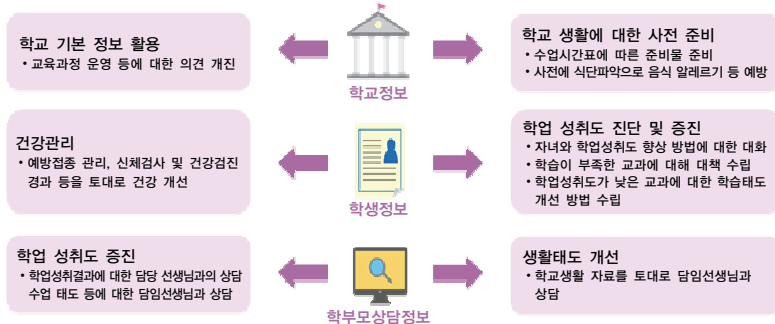 학교 기본 정보 활용
• 교육과정 운영 등에 대한 의견 개진
학교정보
학교 생활에 대한 사전 준비
• 수업시간표에 따른 준비물 준비
• 사전에 식단파악으로 음식 알레르기 등 예방
건강관리
• 예방접종 관리, 신체검사 및 건강검진
경과 등을 토대로 건강 개선
학생정보
학업 성취도 진단 및 증진
• 자녀와 학업성취도 향상 방법에 대한 대화
• 학습이 부족한 교과에 대해 대책 수립
• 학업성취도가 낮은 교과에 대한 학습태도
개선 방법 수립
학업 성취도 증진
• 학업성취결과에 대한 담당 선생님과의 상담
수업 태도 등에 대한 담임선생님과 상담
학부모상담정보
생활태도 개선
• 학교생활 자료를 토대로 담임선생님과
상담